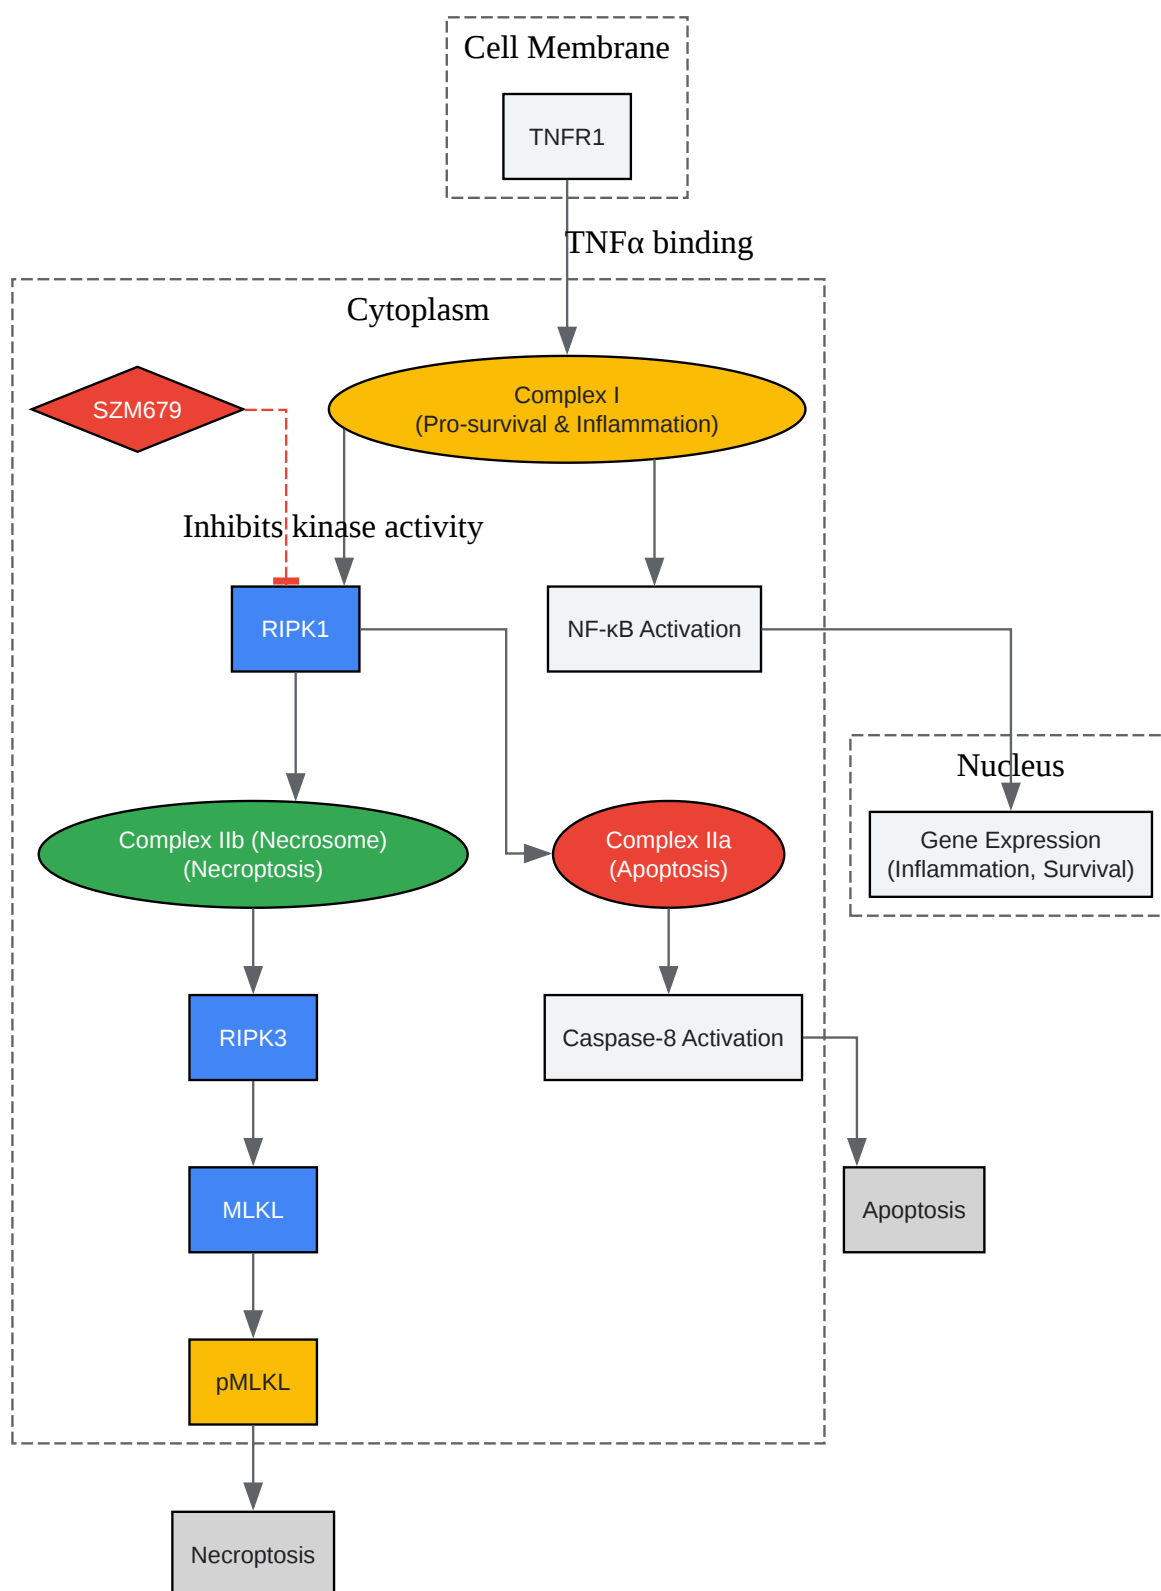 Cell Membrane
TNFR1
TNFα binding
Cytoplasm
SZM679
Complex I
(Pro-survival & Inflammation)
Inhibits kinase activity
RIPK1
NF-κB Activation
Nucleus
Complex IIb (Necrosome)
(Necroptosis)
Complex IIa
(Apoptosis)
Gene Expression
(Inflammation, Survival)
RIPK3
Caspase-8 Activation
MLKL
Apoptosis
pMLKL
Necroptosis